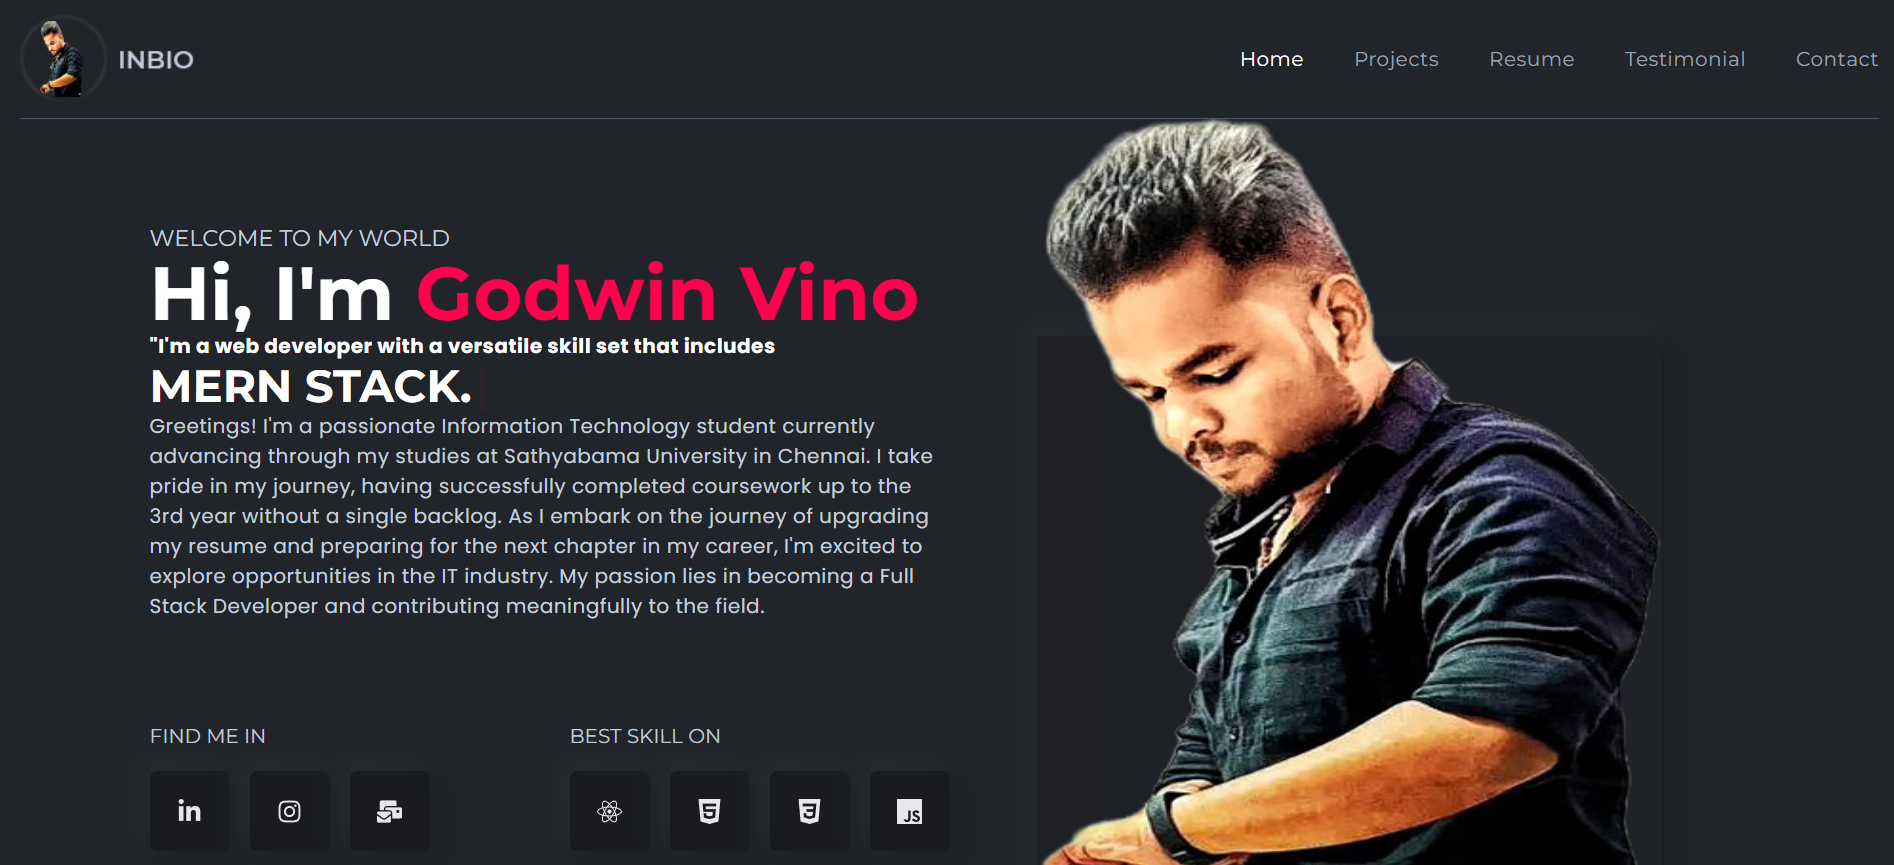 INBIO
Home Projects Resume Testimonial Contact
WELCOME TO MY WORLD
Hi, I'm Godwin Vino
"I'm a web developer with a versatile skill set that includes
MERN STACK.
Greetings! I'm a passionate Information Technology student currently
advancing through my studies at Sathyabama University in Chennai. I take
pride in my journey, having successfully completed coursework up to the
3rd year without a single backlog. As I embark on the journey of upgrading
my resume and preparing for the next chapter in my career, I'm excited to
explore opportunities in the IT industry. My passion lies in becoming a Full
Stack Developer and contributing meaningfully to the field.
FIND ME IN
BEST SKILL ON
in
5 3 JS